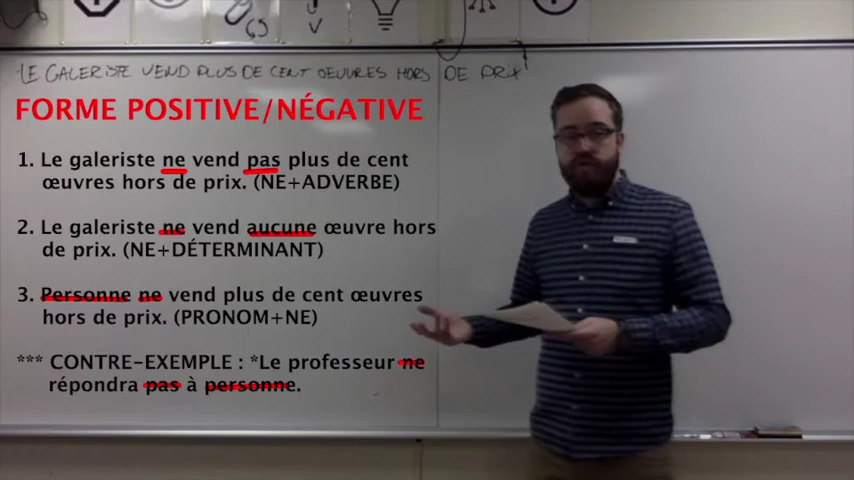 LE GALERISTE VEND PLUS DE CENT OEUVRES HORS DE PRIX
FORME POSITIVE/NÉGATIVE
1. Le galeriste ne vend pas plus de cent
œuvres hors de prix. (NE+ADVERBE)
2. Le galeriste ne vend aucune œuvre hors
de prix. (NE+DÉTERMINANT)
3. Personne ne vend plus de cent œuvres
hors de prix. (PRONOM+NE)
*** CONTRE-EXEMPLE : *Le professeur ne
répondra pas à personne.